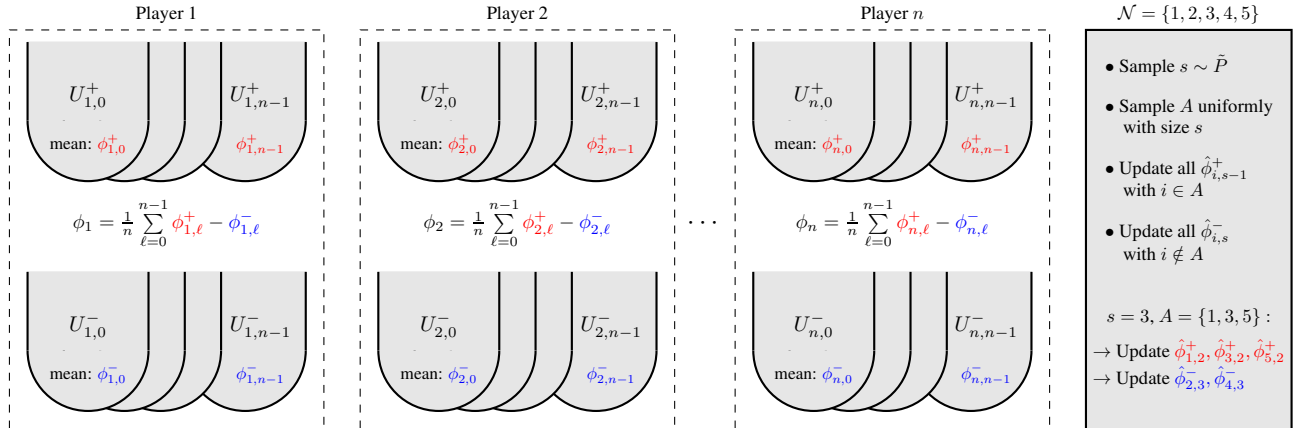 Player 1
U⁺₁,₀ U⁺₁,ₙ₋₁
mean: ϕ⁺₁,₀ ϕ⁺₁,ₙ₋₁
ϕ₁ = 1/n ∑_{ℓ=0}^{n−1} ϕ⁺_{1,ℓ} − ϕ⁻_{1,ℓ}
U⁻₁,₀ U⁻₁,ₙ₋₁
mean: ϕ⁻₁,₀ ϕ⁻₁,ₙ₋₁
Player 2
U⁺₂,₀ U⁺₂,ₙ₋₁
mean: ϕ⁺₂,₀ ϕ⁺₂,ₙ₋₁
ϕ₂ = 1/n ∑_{ℓ=0}^{n−1} ϕ⁺_{2,ℓ} − ϕ⁻_{2,ℓ}
U⁻₂,₀ U⁻₂,ₙ₋₁
mean: ϕ⁻₂,₀ ϕ⁻₂,ₙ₋₁
···
Player n
U⁺ₙ,₀ U⁺ₙ,ₙ₋₁
mean: ϕ⁺ₙ,₀ ϕ⁺ₙ,ₙ₋₁
ϕₙ = 1/n ∑_{ℓ=0}^{n−1} ϕ⁺_{n,ℓ} − ϕ⁻_{n,ℓ}
U⁻ₙ,₀ U⁻ₙ,ₙ₋₁
mean: ϕ⁻ₙ,₀ ϕ⁻ₙ,ₙ₋₁
𝒩 = {1, 2, 3, 4, 5}
• Sample s ∼ P̃
• Sample A uniformly
with size s
• Update all ϕ̂⁺_{i,s−1}
with i ∈ A
• Update all ϕ̂⁻_{i,s}
with i ∉ A
s = 3, A = {1, 3, 5} :
→ Update ϕ̂⁺₁,₂, ϕ̂⁺₃,₂, ϕ̂⁺₅,₂
→ Update ϕ̂⁻₂,₃, ϕ̂⁻₄,₃